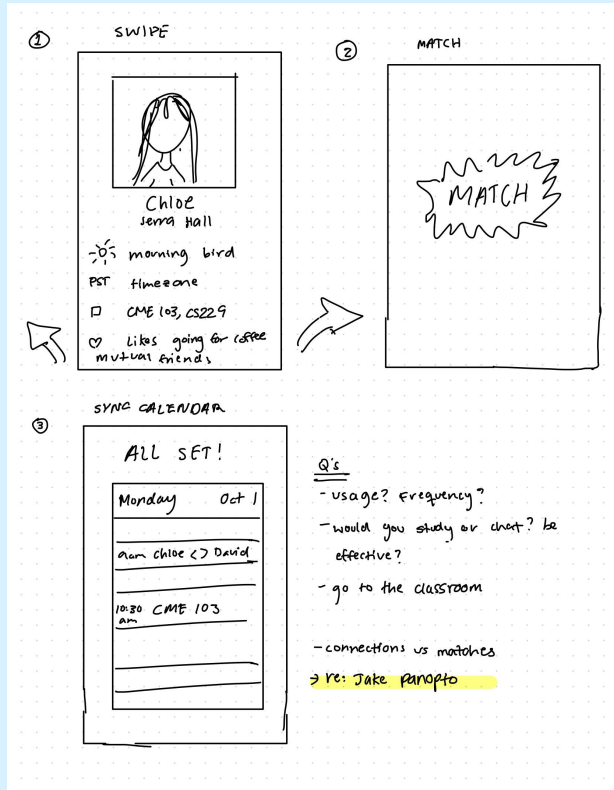 1
SWIPE
Chloe
Serra Hall
morning bird
PST timezone
CME 103, CS229
Likes going for coffee
mutual friends
2
MATCH
MATCH
3
SYNC CALENDAR
ALL SET!
Monday Oct 1
9am Chloe <> David
10:30 CME 103
am
Q's
- usage? Frequency?
- would you study or chat? be
effective?
- go to the classroom
- connections vs matches
→ re: Jake Panopto